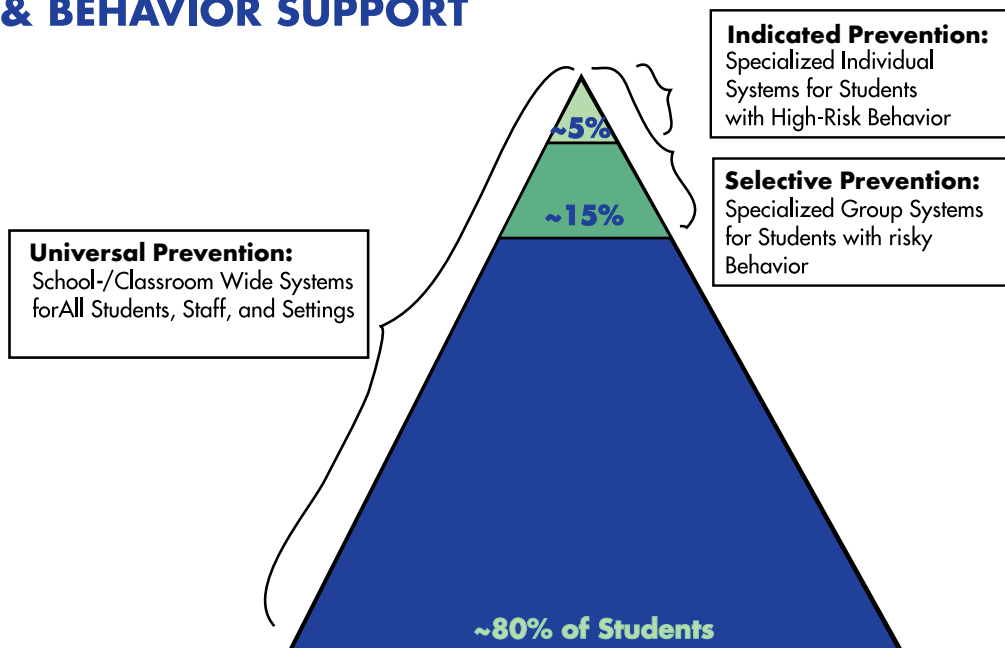 & BEHAVIOR SUPPORT
Indicated Prevention:
Specialized Individual
Systems for Students
with High-Risk Behavior
~5%
Selective Prevention:
Specialized Group Systems
for Students with risky
Behavior
~15%
Universal Prevention:
School-/Classroom Wide Systems
forAll Students, Staff, and Settings
~80% of Students